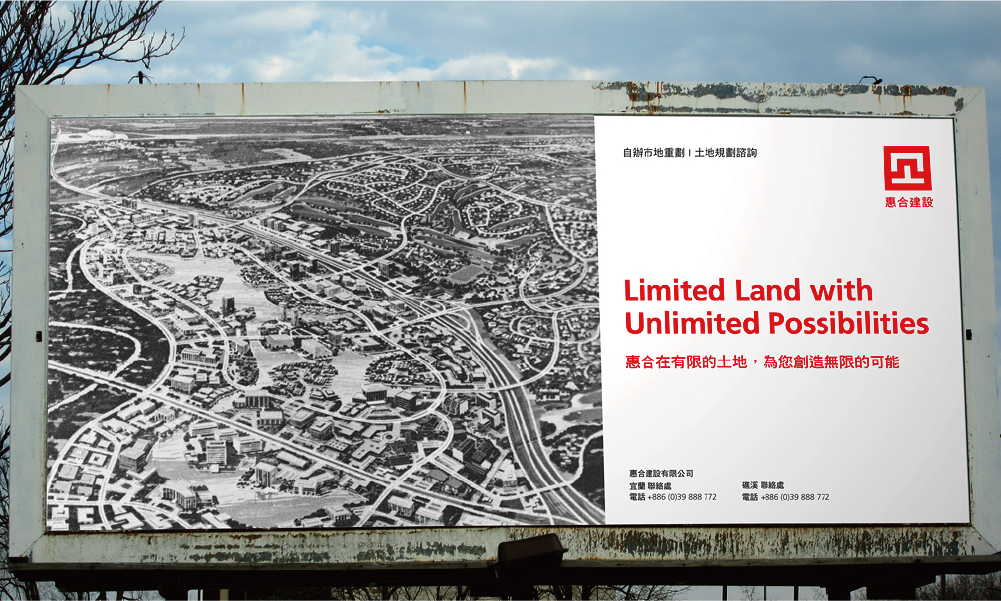 自辦市地重劃 | 土地規劃諮詢
惠合建設
Limited Land with
Unlimited Possibilities
惠合在有限的土地，為您創造無限的可能
惠合建設有限公司
宜蘭 聯絡處
電話 +886 (0)39 888 772
礁溪 聯絡處
電話 +886 (0)39 888 772